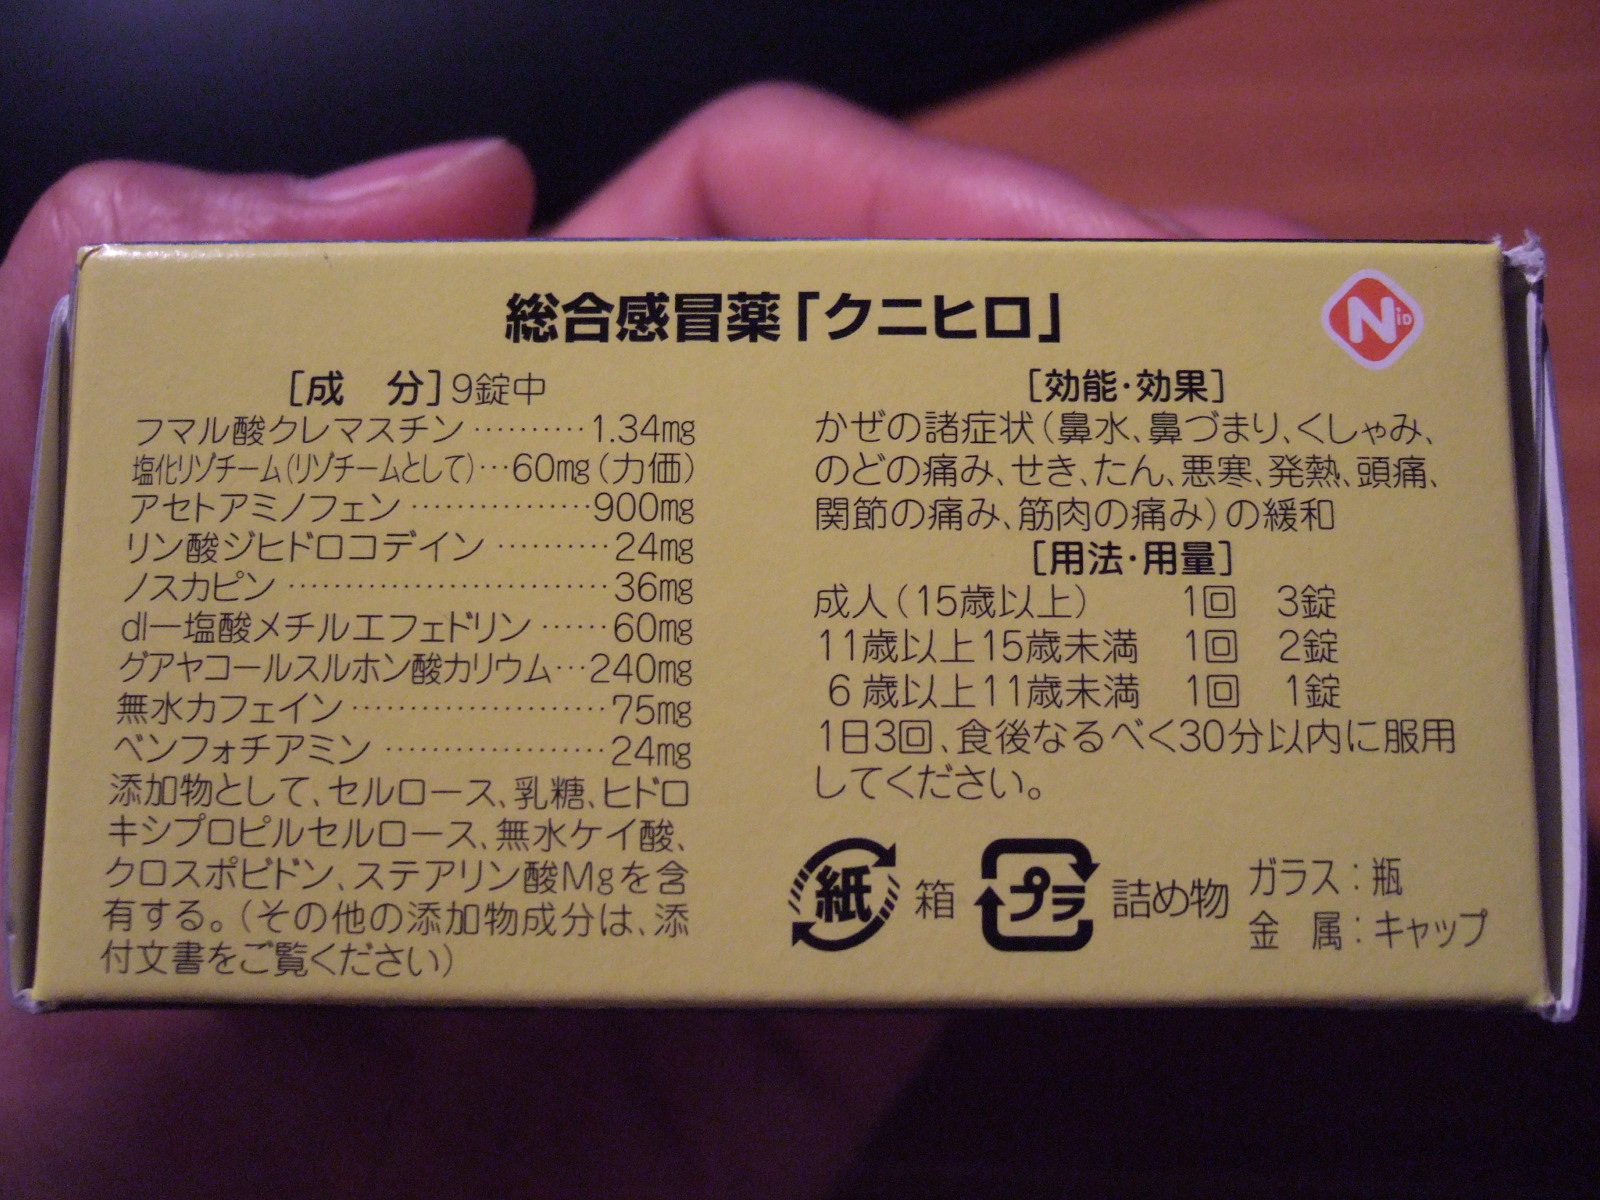 総合感冒薬「クニヒロ」
N iD
[成　分]9錠中
フマル酸クレマスチン ………… 1.34mg
塩化リゾチーム(リゾチームとして)…60mg(力価)
アセトアミノフェン ……………… 900mg
リン酸ジヒドロコデイン ………… 24mg
ノスカピン …………………………… 36mg
dl―塩酸メチルエフェドリン ……60mg
グアヤコールスルホン酸カリウム…240mg
無水カフェイン ……………………… 75mg
ベンフォチアミン …………………… 24mg
添加物として、セルロース、乳糖、ヒドロ
キシプロピルセルロース、無水ケイ酸、
クロスポビドン、ステアリン酸Mgを含
有する。(その他の添加物成分は、添
付文書をご覧ください)
[効能・効果]
かぜの諸症状(鼻水、鼻づまり、くしゃみ、
のどの痛み、せき、たん、悪寒、発熱、頭痛、
関節の痛み、筋肉の痛み)の緩和
[用法・用量]
成人(15歳以上)　1回　3錠
11歳以上15歳未満　1回　2錠
6歳以上11歳未満　1回　1錠
1日3回、食後なるべく30分以内に服用
してください。
紙 箱 プラ 詰め物
ガラス：瓶
金　属：キャップ